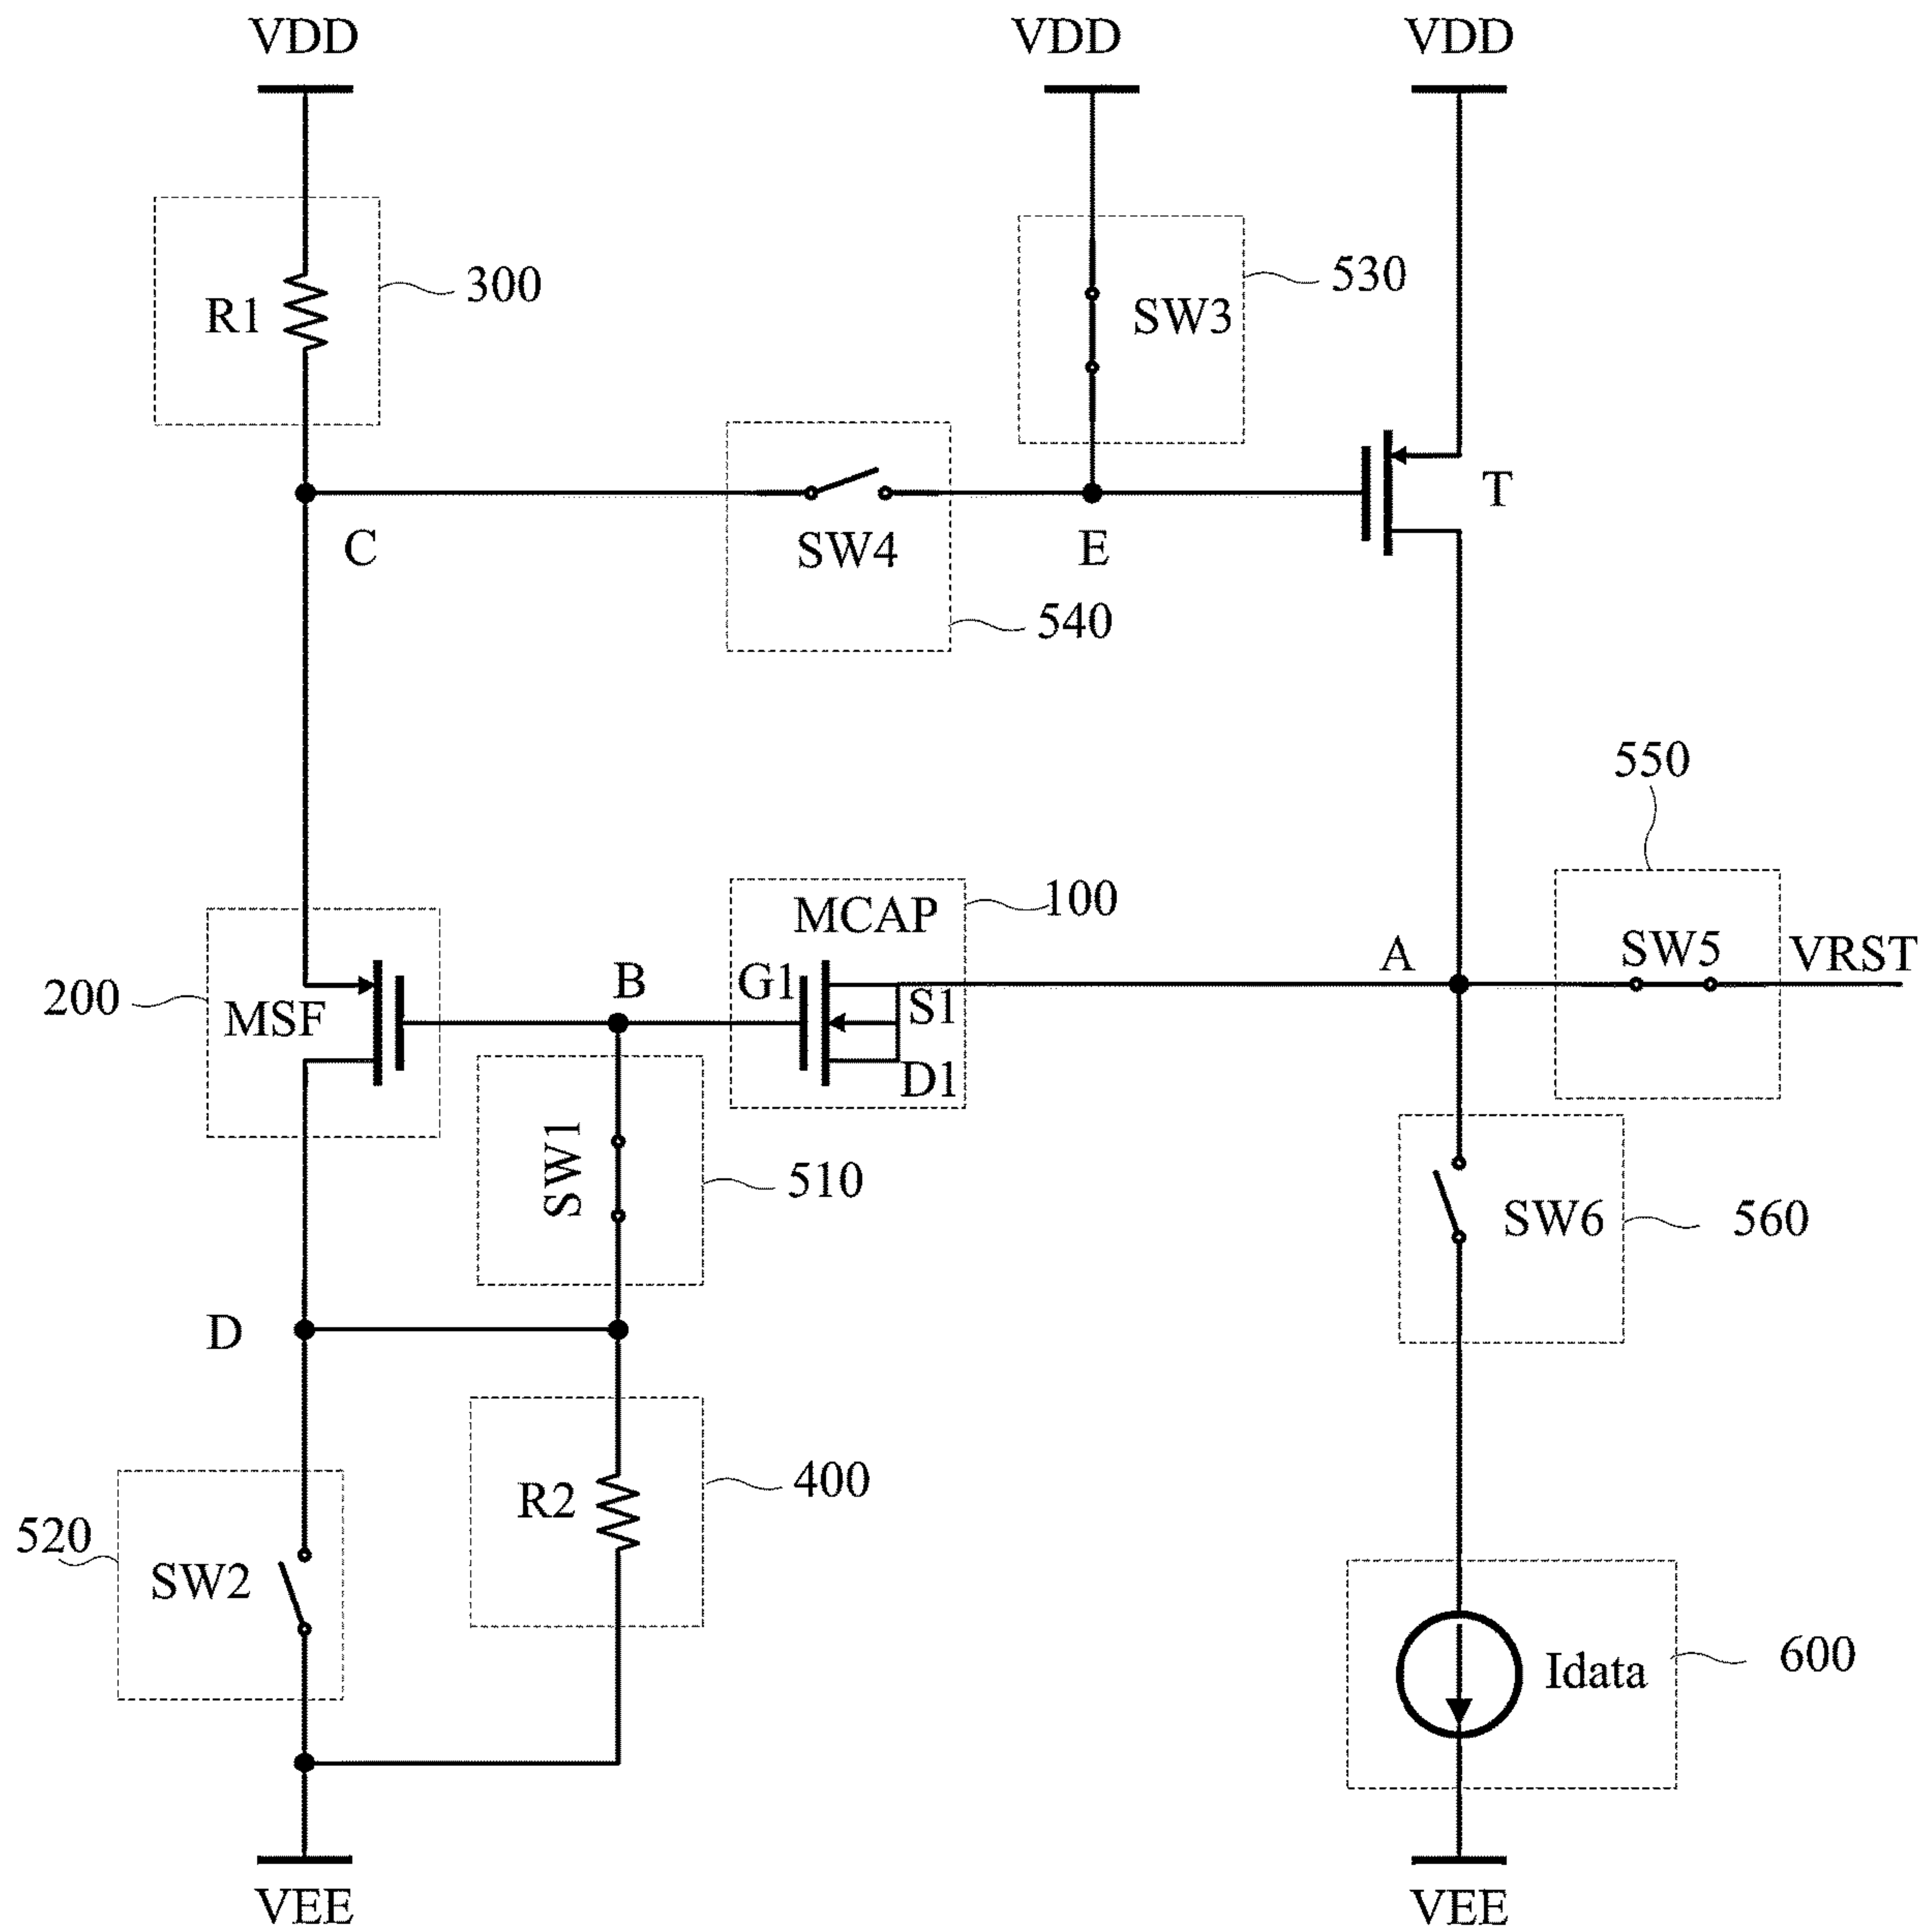 VDD
VDD
VDD
R1
300
SW3
530
C
SW4
E
T
540
550
MCAP
100
200
MSF
B
G1
S1
D1
A
SW5
VRST
SW1
510
SW6
560
D
R2
400
520
SW2
Idata
600
VEE
VEE